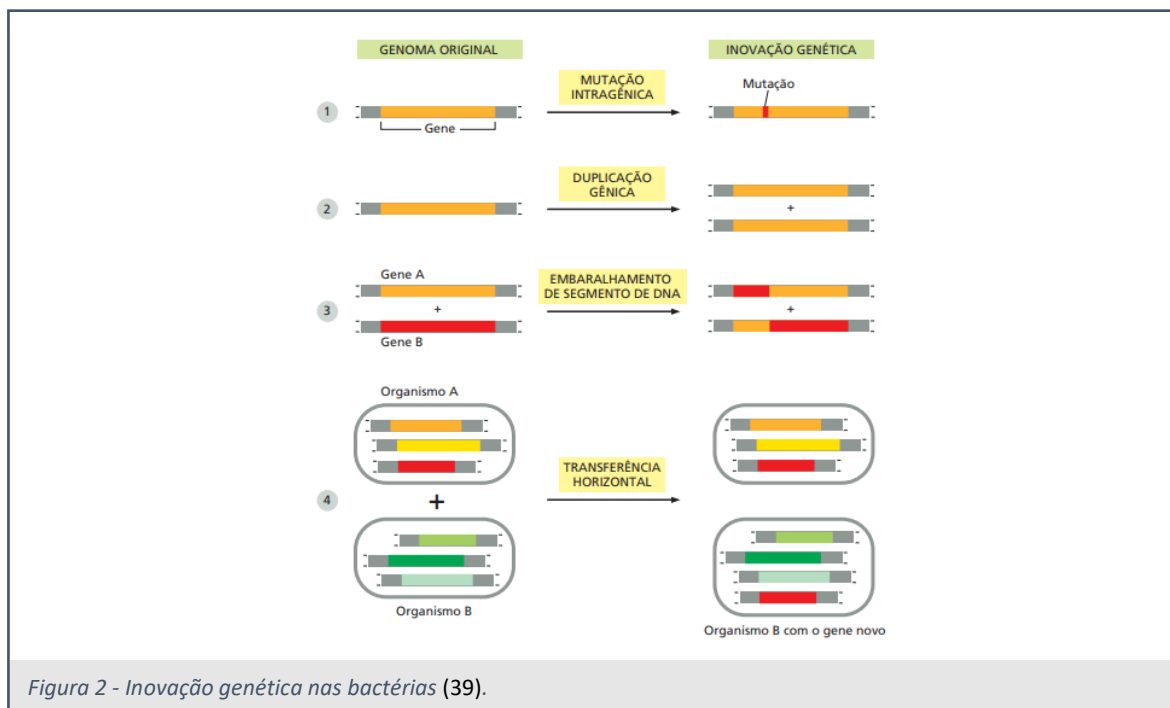 GENOMA ORIGINAL
INOVAÇÃO GENÉTICA
1
Gene
MUTAÇÃO
INTRAGÊNICA
Mutação
2
DUPLICAÇÃO
GÊNICA
+
3
Gene A
+
Gene B
EMBARALHAMENTO
DE SEGMENTO DE DNA
+
4
Organismo A
+
Organismo B
TRANSFERÊNCIA
HORIZONTAL
Organismo B com o gene novo
Figura 2 - Inovação genética nas bactérias (39).